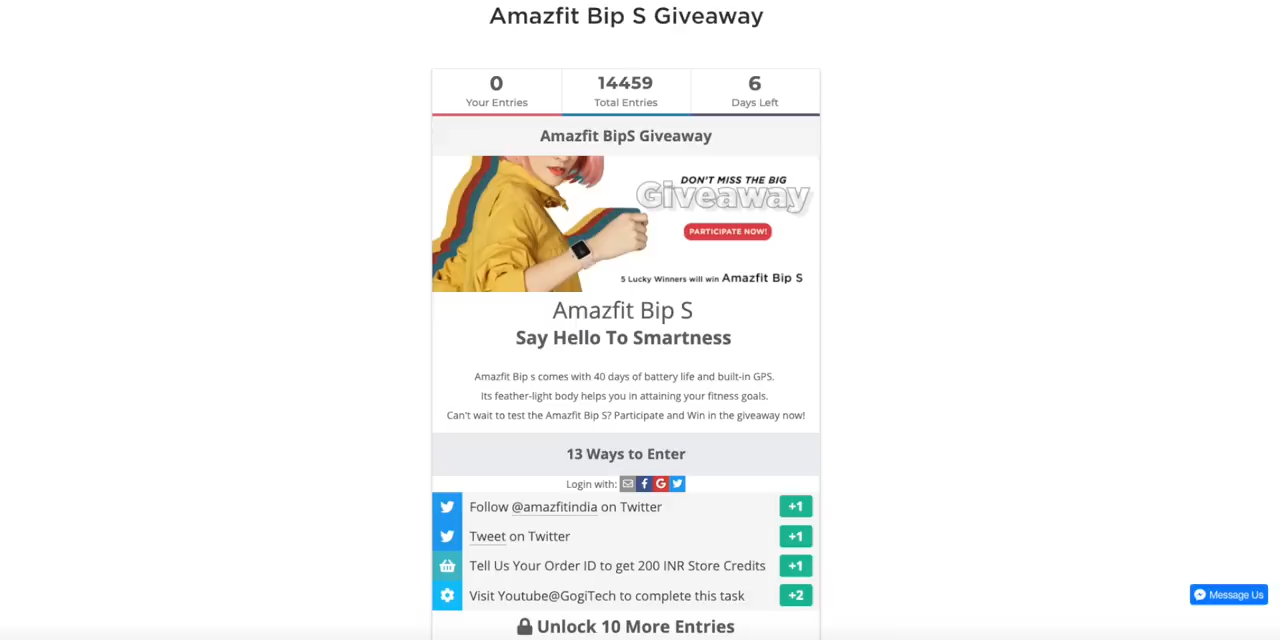 Amazfit Bip S Giveaway
0 14459 6
Your Entries Total Entries Days Left
Amazfit BipS Giveaway
DON'T MISS THE BIG
Giveaway
PARTICIPATE NOW!
5 Lucky Winners will win Amazfit Bip S
Amazfit Bip S
Say Hello To Smartness
Amazfit Bip s comes with 40 days of battery life and built-in GPS.
Its feather-light body helps you in attaining your fitness goals.
Can't wait to test the Amazfit Bip S? Participate and Win in the giveaway now!
13 Ways to Enter
Login with:
Follow @amazfitindia on Twitter +1
Tweet on Twitter +1
Tell Us Your Order ID to get 200 INR Store Credits +1
Visit Youtube@GogiTech to complete this task +2
Message Us
Unlock 10 More Entries